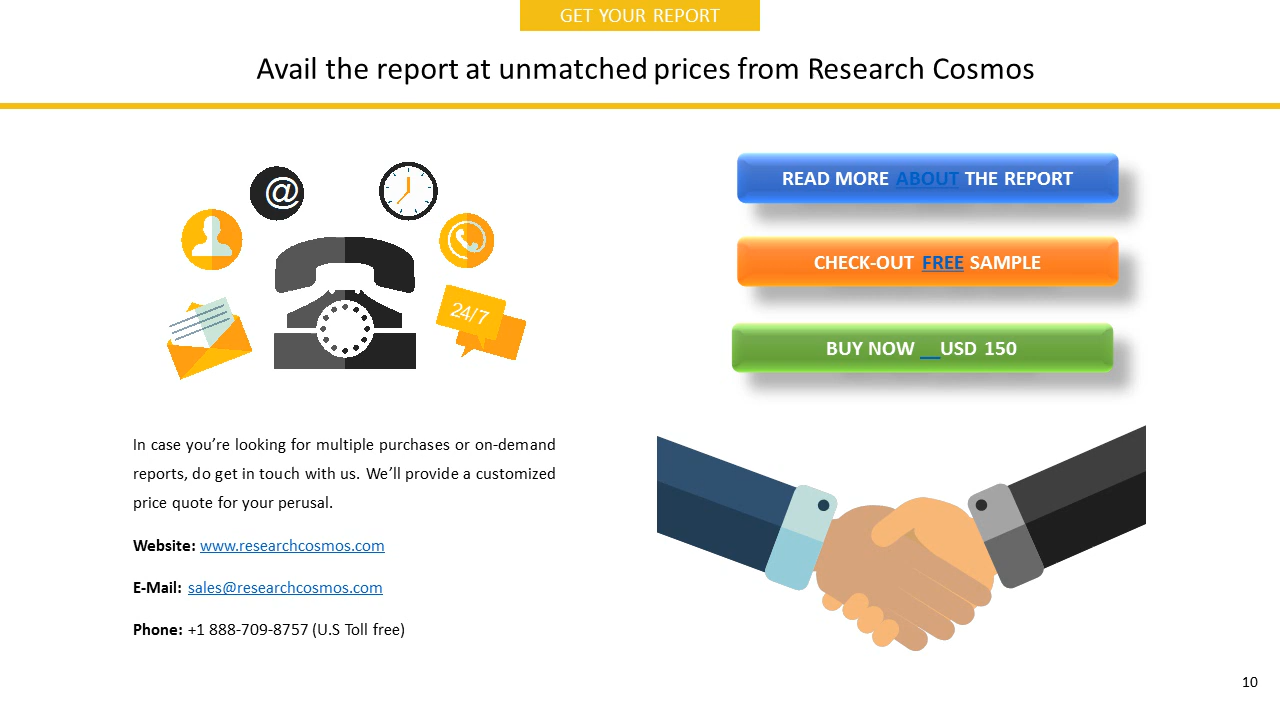 GET YOUR REPORT
Avail the report at unmatched prices from Research Cosmos
@
24/7
READ MORE ABOUT THE REPORT
CHECK-OUT FREE SAMPLE
BUY NOW USD 150
In case you’re looking for multiple purchases or on-demand
reports, do get in touch with us. We’ll provide a customized
price quote for your perusal.
Website: www.researchcosmos.com
E-Mail: sales@researchcosmos.com
Phone: +1 888-709-8757 (U.S Toll free)
10